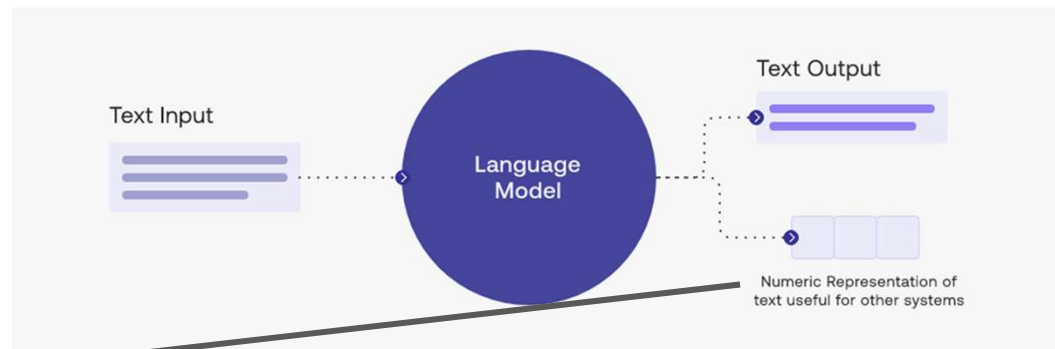 Text Input
Language
Model
Text Output
Numeric Representation of
text useful for other systems